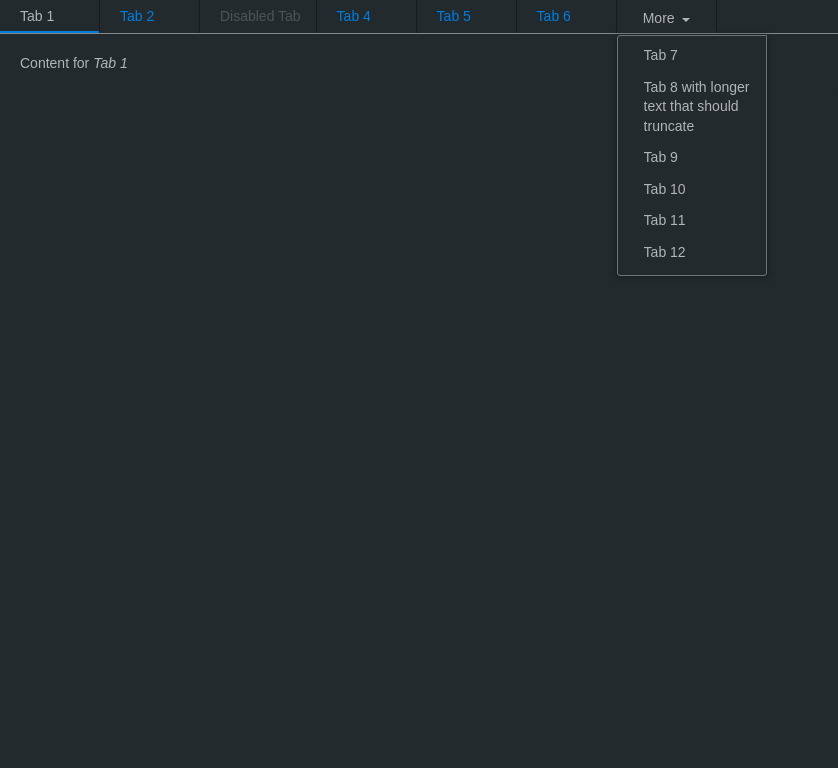 Tab 1 Tab 2 Disabled Tab Tab 4 Tab 5 Tab 6 More
Content for Tab 1
Tab 7
Tab 8 with longer
text that should
truncate
Tab 9
Tab 10
Tab 11
Tab 12